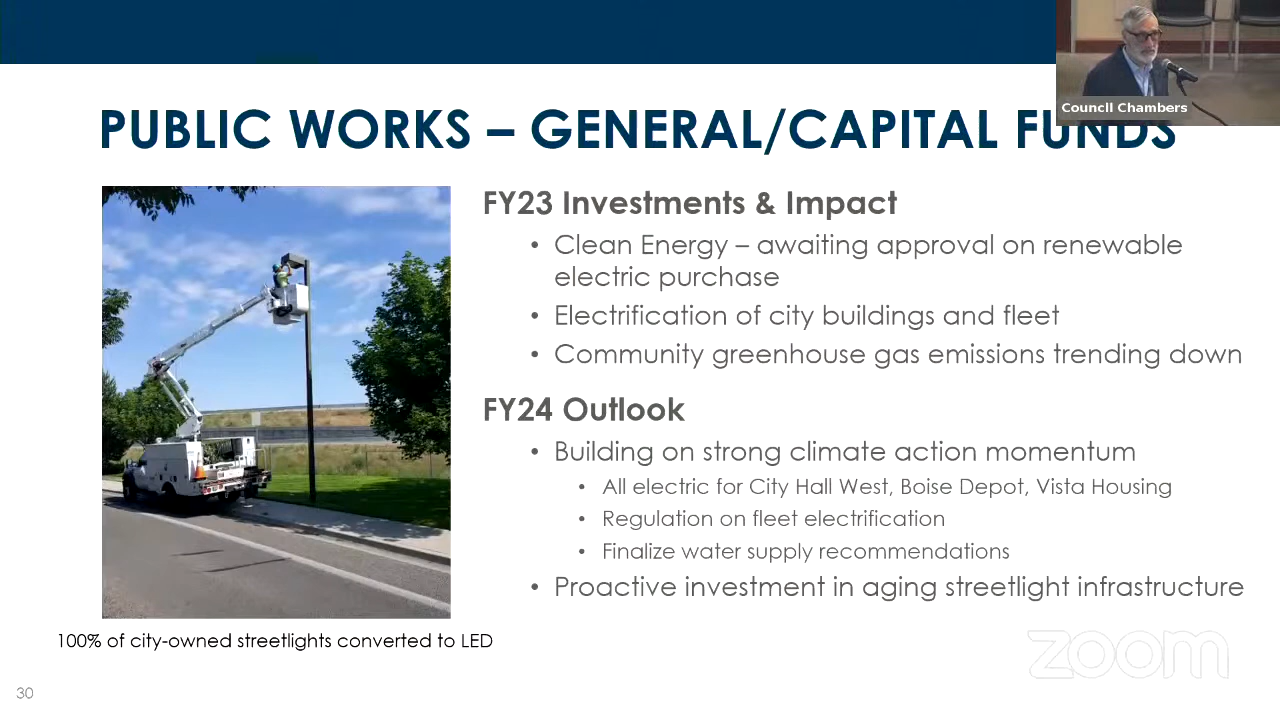 Council Chambers
PUBLIC WORKS – GENERAL/CAPITAL FUNDS
FY23 Investments & Impact
• Clean Energy – awaiting approval on renewable
electric purchase
• Electrification of city buildings and fleet
• Community greenhouse gas emissions trending down
FY24 Outlook
• Building on strong climate action momentum
• All electric for City Hall West, Boise Depot, Vista Housing
• Regulation on fleet electrification
• Finalize water supply recommendations
• Proactive investment in aging streetlight infrastructure
100% of city-owned streetlights converted to LED
zoom
30